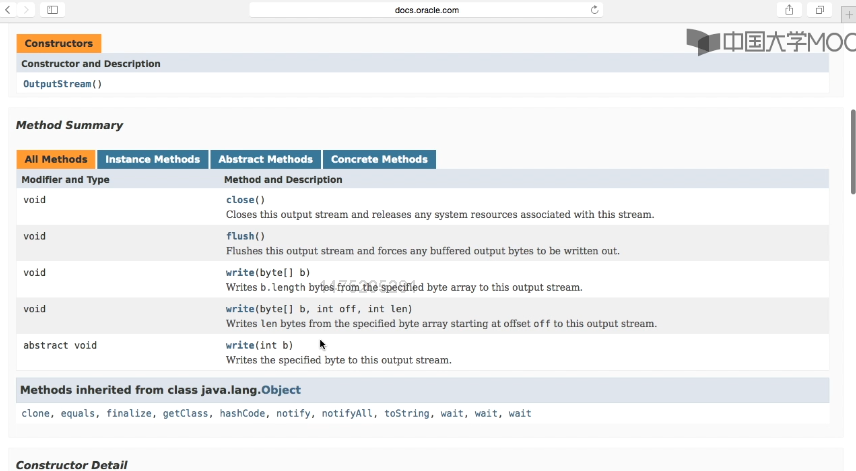 docs.oracle.com
中国大学MOO
Constructors
Constructor and Description
OutputStream()
Method Summary
All Methods Instance Methods Abstract Methods Concrete Methods
Modifier and Type Method and Description
void close()
Closes this output stream and releases any system resources associated with this stream.
void flush()
Flushes this output stream and forces any buffered output bytes to be written out.
void write(byte[] b)
Writes b.length bytes from the specified byte array to this output stream.
void write(byte[] b, int off, int len)
Writes len bytes from the specified byte array starting at offset off to this output stream.
abstract void write(int b)
Writes the specified byte to this output stream.
Methods inherited from class java.lang.Object
clone, equals, finalize, getClass, hashCode, notify, notifyAll, toString, wait, wait, wait
Constructor Detail